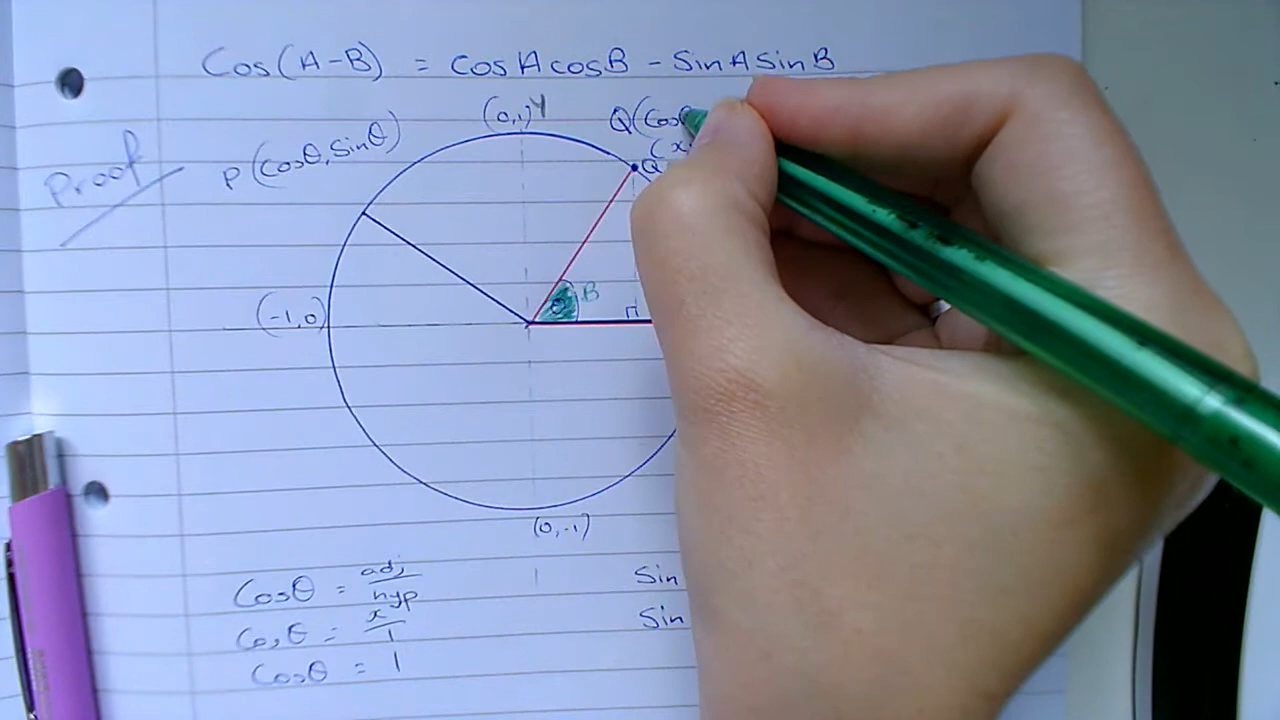 Cos(A-B) = cosAcosB - sinAsinB
Proof
P(cosθ, sinθ)
(0,1) Y
Q(Cos
(x
Q
(-1,0)
θ B
(0,-1)
Cosθ = adj/hyp
Cosθ = x/1
Cosθ = 1
1
Sin
Sin